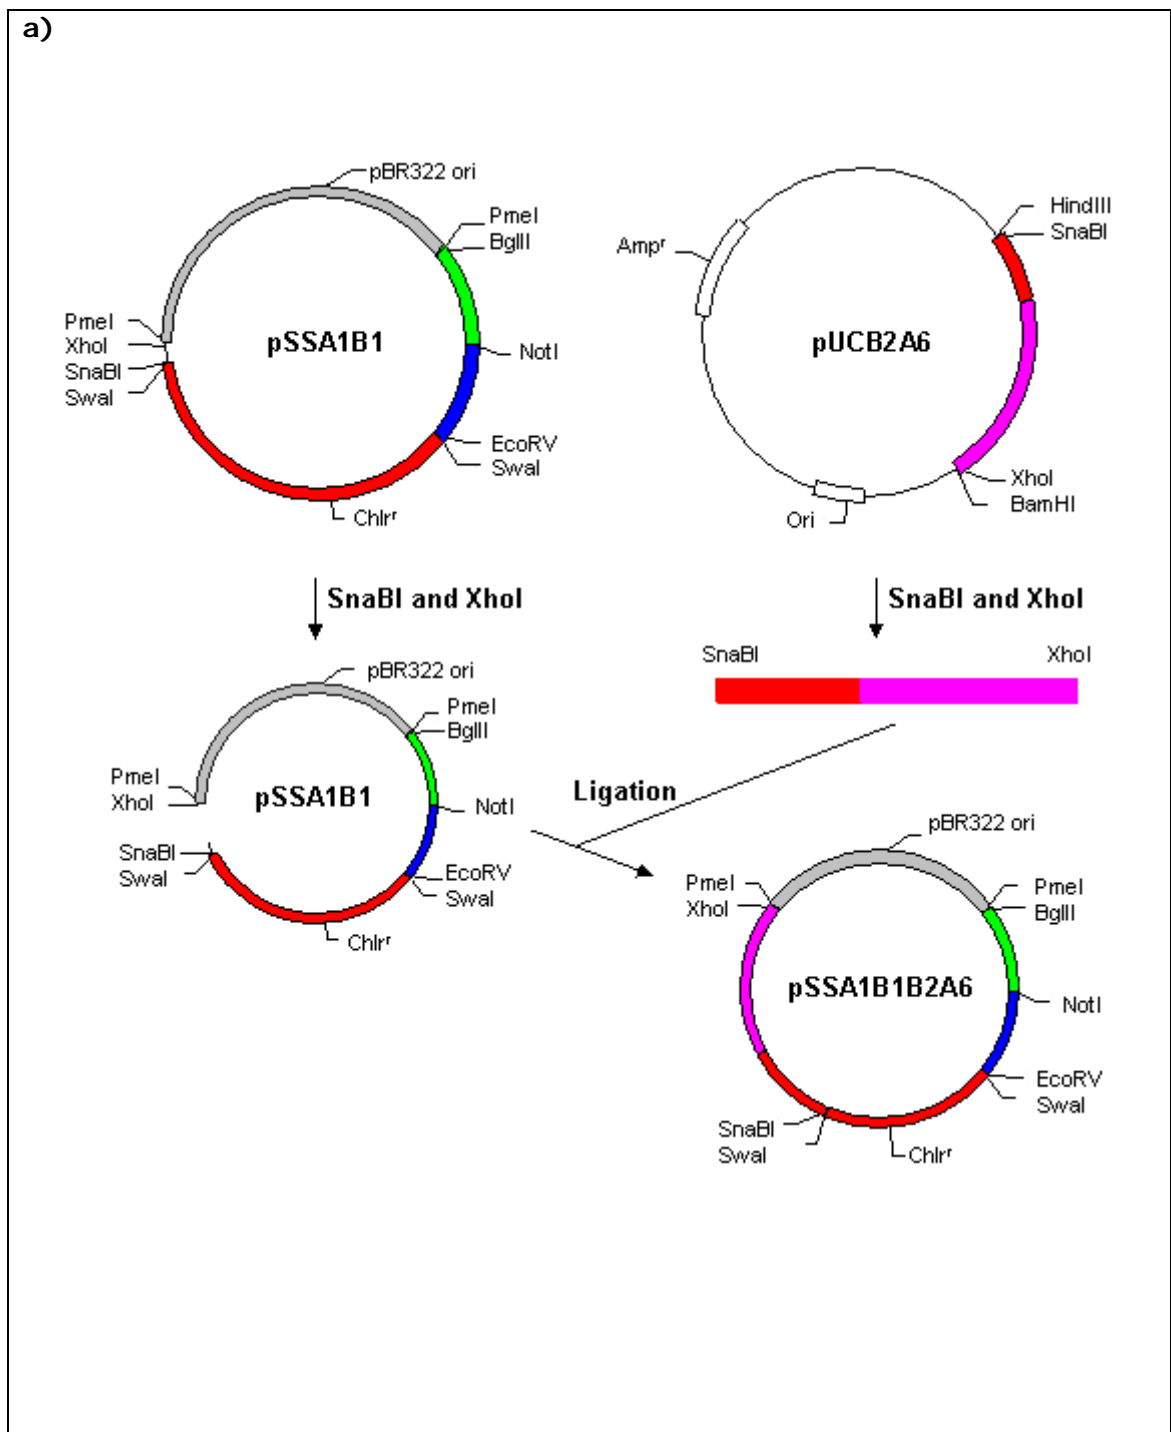 a)
pBR322 ori
PmeI
BglII
NotI
EcoRV
SwaI
Chlrʳ
PmeI
XhoI
SnaBI
SwaI
pSSA1B1
HindIII
SnaBI
Ampʳ
pUCB2A6
XhoI
BamHI
Ori
SnaBI and XhoI
SnaBI and XhoI
pBR322 ori
PmeI
BglII
PmeI
XhoI
pSSA1B1
NotI
SnaBI
SwaI
EcoRV
SwaI
Chlrʳ
SnaBI XhoI
Ligation
pBR322 ori
PmeI
XhoI
PmeI
BglII
pSSA1B1B2A6
NotI
EcoRV
SwaI
SnaBI
SwaI
Chlrʳ